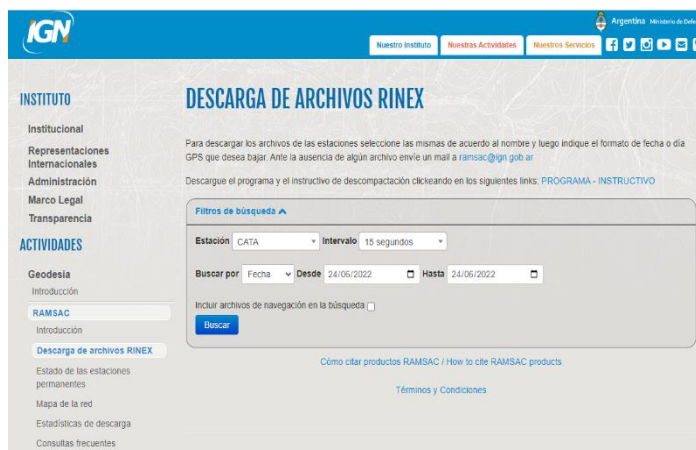 IGN
Argentina Ministerio de Defe
Nuestro Instituto Nuestras Actividades Nuestros Servicios
INSTITUTO
Institucional
Representaciones
Internacionales
Administración
Marco Legal
Transparencia
ACTIVIDADES
Geodesia
Introducción
RAMSAC
Introducción
Descarga de archivos RINEX
Estado de las estaciones
permanentes
Mapa de la red
Estadísticas de descarga
Consultas frecuentes
DESCARGA DE ARCHIVOS RINEX
Para descargar los archivos de las estaciones seleccione las mismas de acuerdo al nombre y luego indique el formato de fecha o día
GPS que desea bajar. Ante la ausencia de algún archivo envíe un mail a ramsac@ign.gob.ar
Descargue el programa y el instructivo de descompactación clickeando en los siguientes links: PROGRAMA - INSTRUCTIVO
Filtros de búsqueda
Estación CATA Intervalo 15 segundos
Buscar por Fecha Desde 24/06/2022 Hasta 24/06/2022
Incluir archivos de navegación en la búsqueda
Buscar
Cómo citar productos RAMSAC / How to cite RAMSAC products
Términos y Condiciones